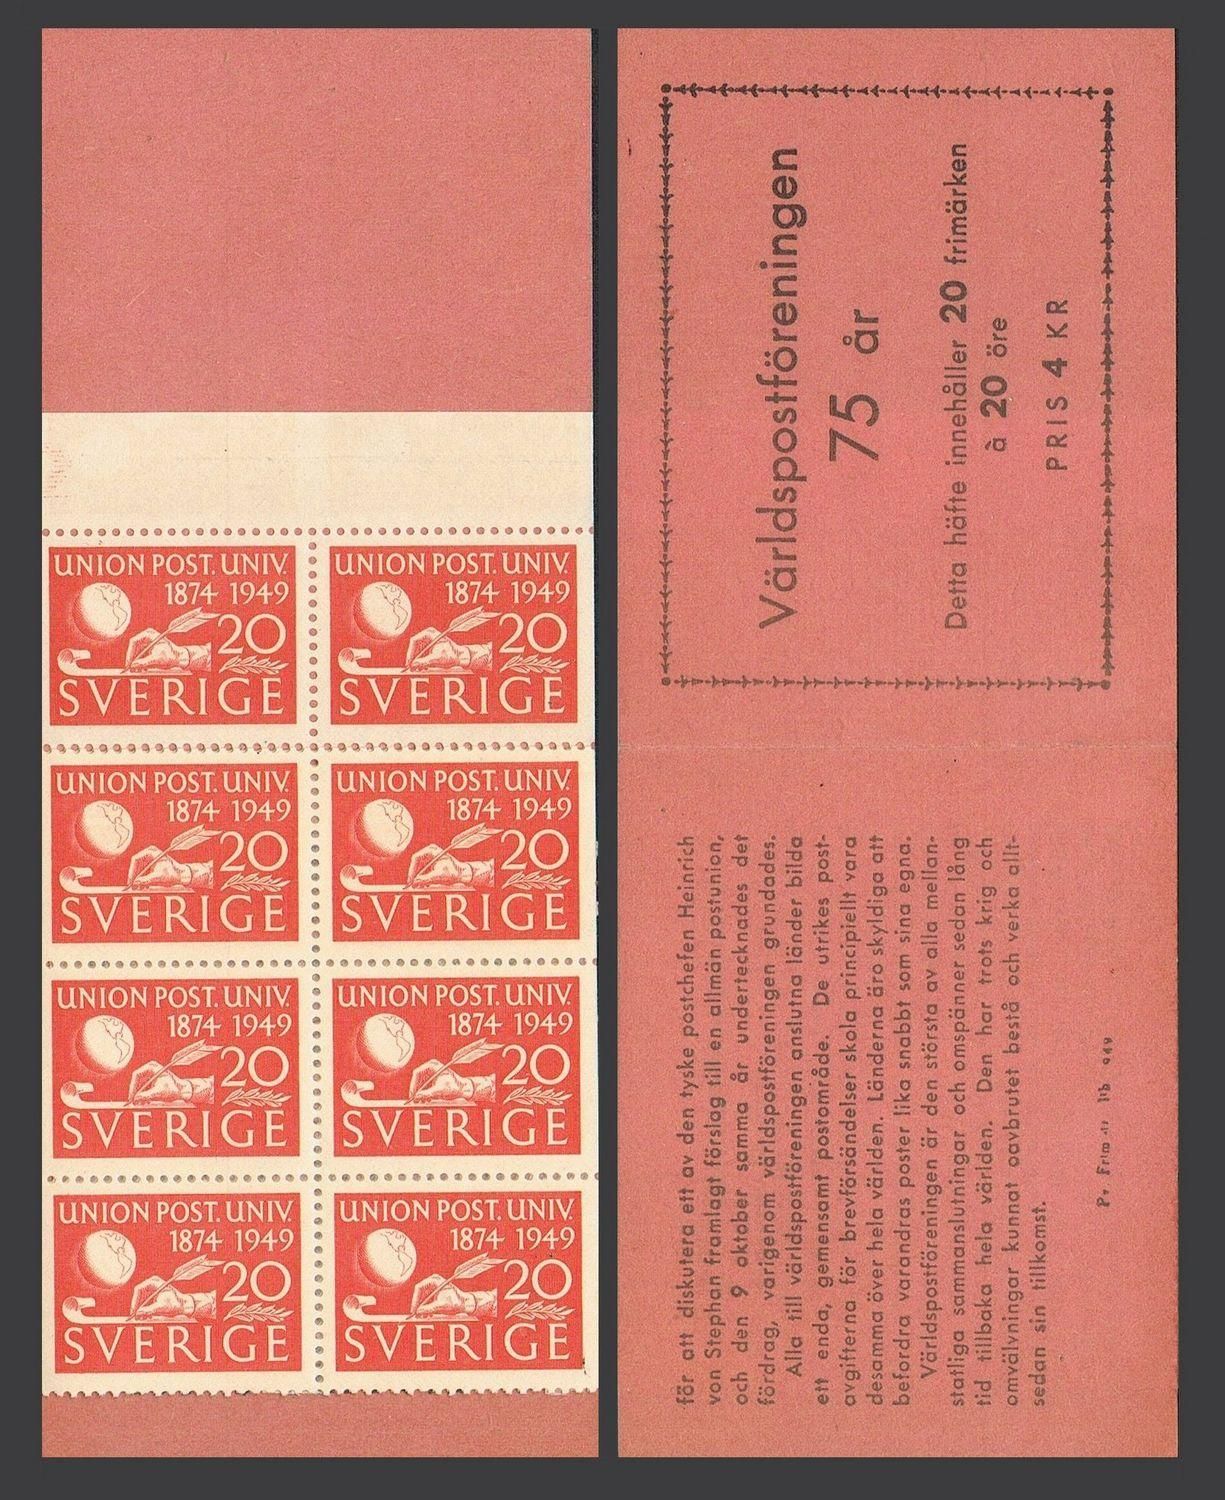 UNION POST. UNIV.
1874 1949
20
SVERIGE
UNION POST. UNIV.
1874 1949
20
SVERIGE
UNION POST. UNIV.
1874 1949
20
SVERIGE
UNION POST. UNIV.
1874 1949
20
SVERIGE
UNION POST. UNIV.
1874 1949
20
SVERIGE
UNION POST. UNIV.
1874 1949
20
SVERIGE
UNION POST. UNIV.
1874 1949
20
SVERIGE
UNION POST. UNIV.
1874 1949
20
SVERIGE
Världspostföreningen
75 år
Detta häfte innehåller 20 frimärken
à 20 öre
PRIS 4 KR
för att diskutera ett av den tyske postchefen Heinrich
von Stephan framlagt förslag till en allmän postunion,
och den 9 oktober samma år undertecknades det
fördrag, varigenom världspostföreningen grundades.
Alla till världspostföreningen anslutna länder bilda
ett enda, gemensamt postområde. De utrikes post-
avgifterna för brevförsändelser skola principiellt vara
desamma över hela världen. Länderna äro skyldiga att
befordra varandras poster lika snabbt som sina egna.
Världspostföreningen är den största av alla mellan-
statliga sammanslutningar och omspänner sedan lång
tid tillbaka hela världen. Den har trots krig och
omvälvningar kunnat oavbrutet bestå och verka allt-
sedan sin tillkomst.